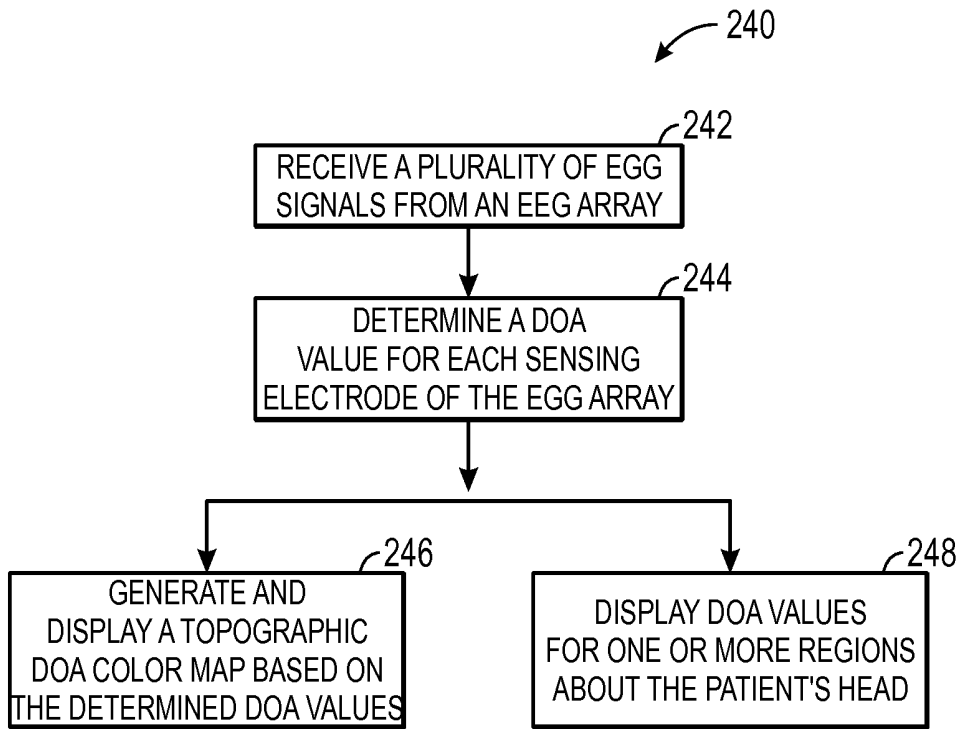 240
242
RECEIVE A PLURALITY OF EGG
SIGNALS FROM AN EEG ARRAY
244
DETERMINE A DOA
VALUE FOR EACH SENSING
ELECTRODE OF THE EGG ARRAY
246
GENERATE AND
DISPLAY A TOPOGRAPHIC
DOA COLOR MAP BASED ON
THE DETERMINED DOA VALUES
248
DISPLAY DOA VALUES
FOR ONE OR MORE REGIONS
ABOUT THE PATIENT'S HEAD